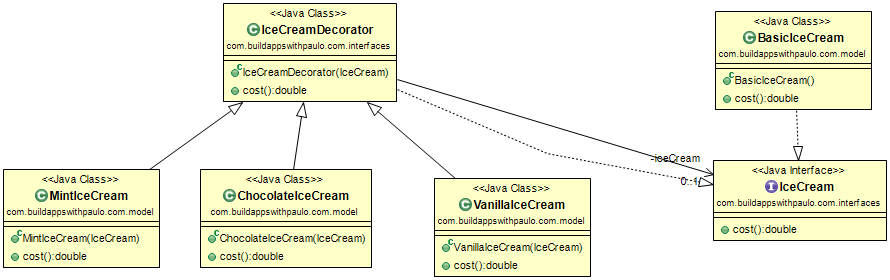 <<Java Class>>
IceCreamDecorator
com.buildappswithpaulo.com.interfaces
IceCreamDecorator(IceCream)
cost():double
<<Java Class>>
BasicIceCream
com.buildappswithpaulo.com.model
BasicIceCream()
cost():double
-iceCream
0..1
<<Java Class>>
MintIceCream
com.buildappswithpaulo.com.model
MintIceCream(IceCream)
cost():double
<<Java Class>>
ChocolateIceCream
com.buildappswithpaulo.com.model
ChocolateIceCream(IceCream)
cost():double
<<Java Class>>
VanillaIceCream
com.buildappswithpaulo.com.model
VanillaIceCream(IceCream)
cost():double
<<Java Interface>>
IceCream
com.buildappswithpaulo.com.interfaces
cost():double